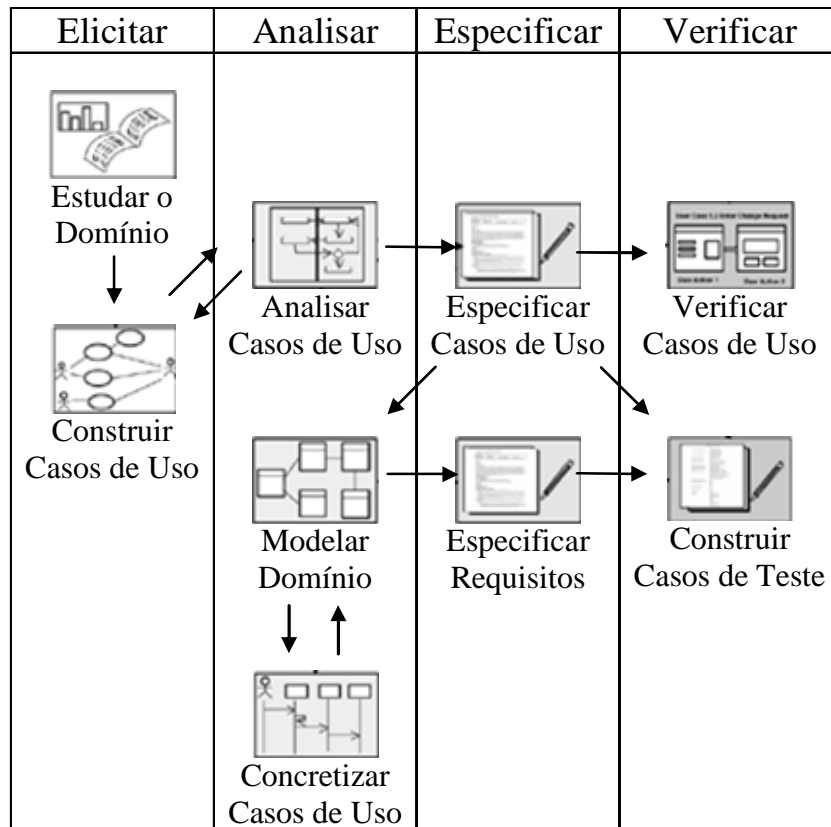 Elicitar
Analisar
Especificar
Verificar
Estudar o
Domínio
Construir
Casos de Uso
Analisar
Casos de Uso
Modelar
Domínio
Concretizar
Casos de Uso
Especificar
Casos de Uso
Especificar
Requisitos
Verificar
Casos de Uso
Construir
Casos de Teste